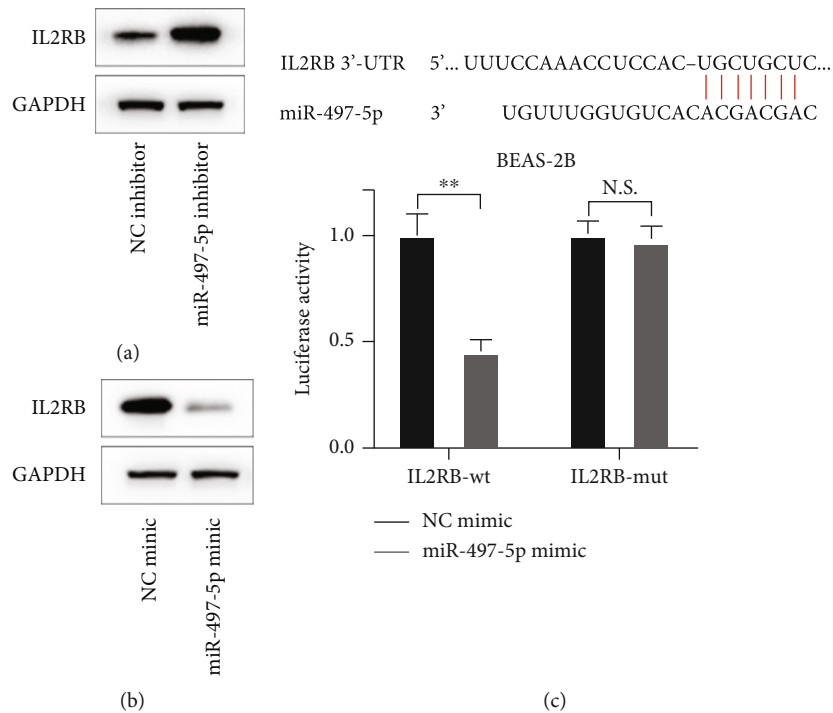 IL2RB
GAPDH
NC inhibitor
miR-497-5p inhibitor
(a)
IL2RB
GAPDH
NC minic
miR-497-5p minic
(b)
IL2RB 3’-UTR 5’... UUUCCAAACCUCCAC–UGCUGCUC...
miR-497-5p 3’ UGUUUGGUGUCACACGACGAC
BEAS-2B
**
N.S.
Luciferase activity
1.0
0.5
0.0
IL2RB-wt
IL2RB-mut
NC mimic
miR-497-5p mimic
(c)